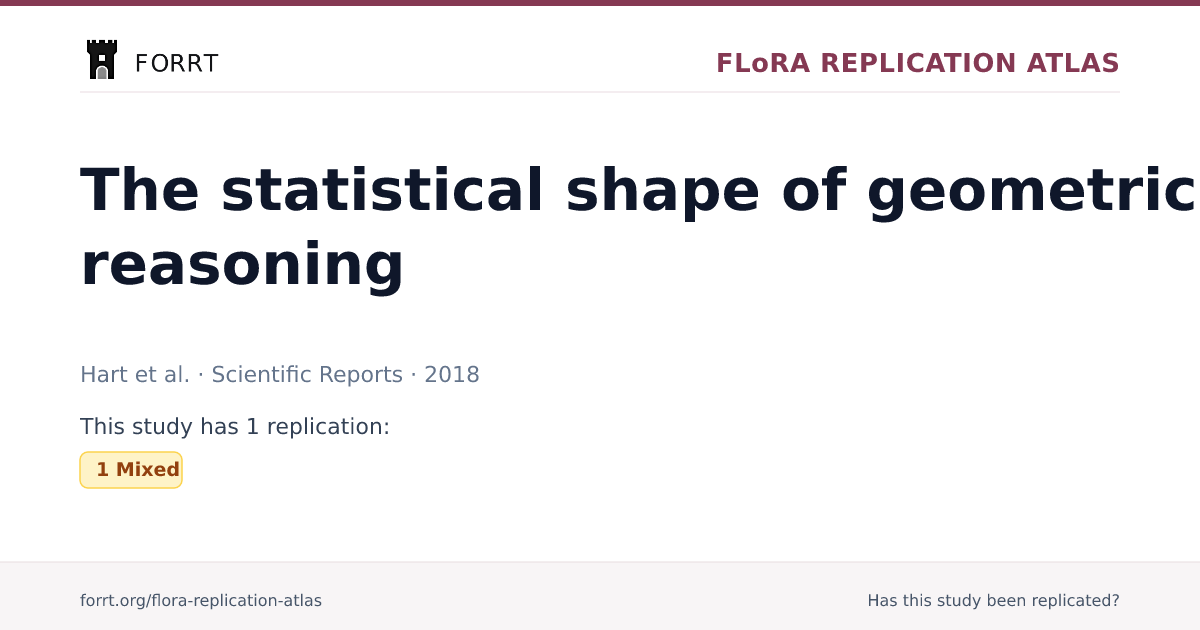 FORRT
FLoRA REPLICATION ATLAS
The statistical shape of geometric
reasoning
Hart et al. · Scientific Reports · 2018
This study has 1 replication:
1 Mixed
forrt.org/flora-replication-atlas
Has this study been replicated?